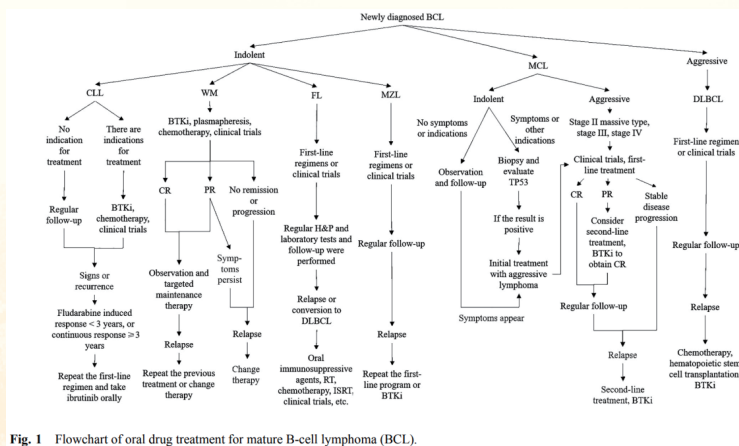 Newly diagnosed BCL
Indolent
MCL
Aggressive
CLL
WM
FL
MZL
Indolent
Aggressive
DLBCL
No
indication
for
treatment
There are
indications
for
treatment
BTKi, plasmapheresis,
chemotherapy, clinical trials
First-line
regimens or
clinical trials
First-line
regimens or
clinical trials
No symptoms
or indications
Symptoms or
other
indications
Stage II massive type,
stage III, stage IV
First-line regimen
or clinical trials
Regular
follow-up
BTKi,
chemotherapy,
clinical trials
CR
PR
No remission
or
progression
Regular H&P and
laboratory tests and
follow-up were
performed
Regular follow-up
Observation
and follow-up
Biopsy and
evaluate
TP53
If the result is
positive
Initial treatment
with aggressive
lymphoma
Symptoms appear
Clinical trials, first-
line treatment
CR
PR
Stable
disease
progression
Consider
second-line
treatment,
BTKi to
obtain CR
Regular follow-up
Regular follow-up
Signs or
recurrence
Observation and
targeted
maintenance
therapy
Symp-
toms
persist
Relapse or
conversion to
DLBCL
Fludarabine induced
response < 3 years, or
continuous response ⩾3
years
Relapse
Relapse
Relapse
Relapse
Relapse
Repeat the first-line
regimen and take
ibrutinib orally
Repeat the previous
treatment or change
therapy
Change
therapy
Oral
immunosuppressive
agents, RT,
chemotherapy, ISRT,
clinical trials, etc.
Repeat the first-
line program or
BTKi
Second-line
treatment, BTKi
Chemotherapy,
hematopoietic stem
cell transplantation,
BTKi
Fig. 1 Flowchart of oral drug treatment for mature B-cell lymphoma (BCL).